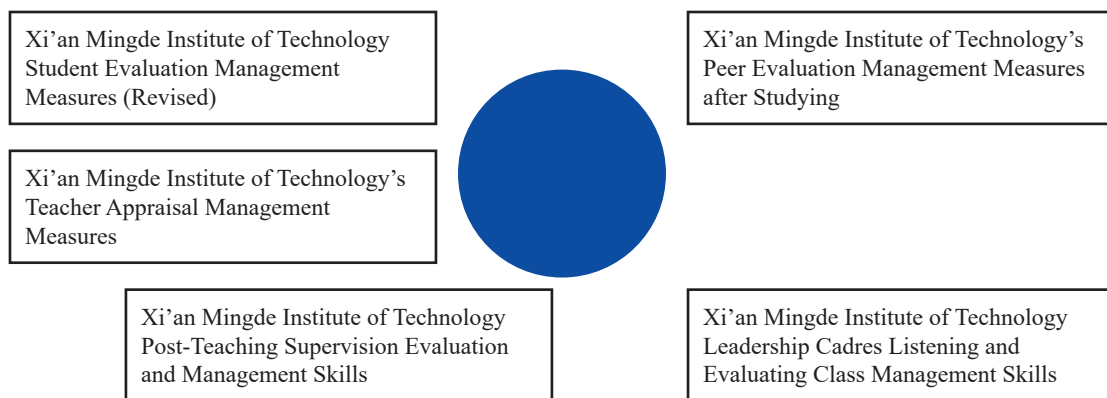 Xi’an Mingde Institute of Technology
Student Evaluation Management
Measures (Revised)
Xi’an Mingde Institute of Technology’s
Peer Evaluation Management Measures
after Studying
Xi’an Mingde Institute of Technology’s
Teacher Appraisal Management
Measures
Xi’an Mingde Institute of Technology
Post-Teaching Supervision Evaluation
and Management Skills
Xi’an Mingde Institute of Technology
Leadership Cadres Listening and
Evaluating Class Management Skills